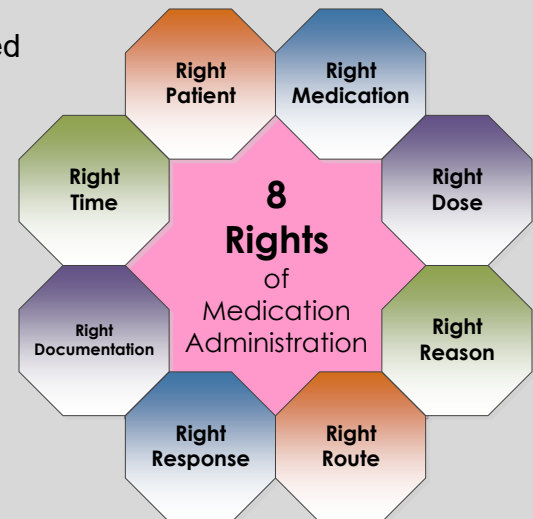 ed
Right
Patient
Right
Medication
Right
Time
Right
Dose
8
Rights
of
Medication
Administration
Right
Documentation
Right
Reason
Right
Response
Right
Route